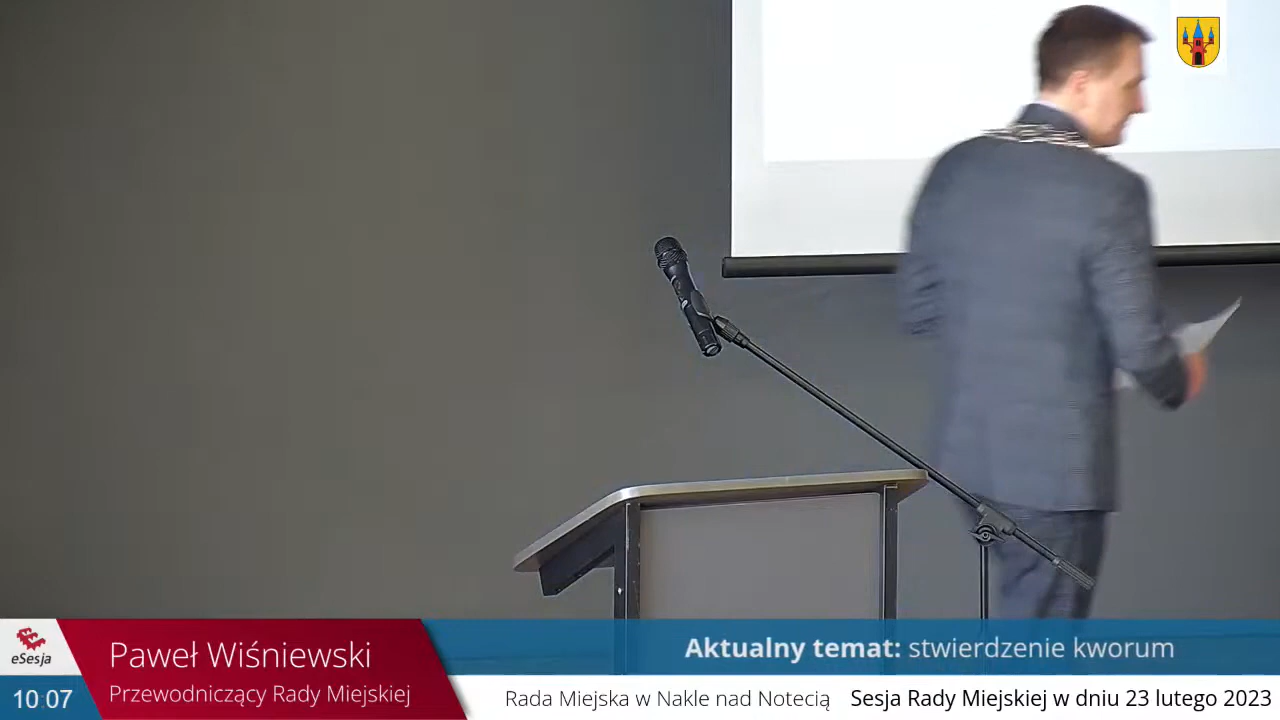 eSesja
10:07
Paweł Wiśniewski
Przewodniczący Rady Miejskiej
Aktualny temat: stwierdzenie kworum
Rada Miejska w Nakle nad Notecią
Sesja Rady Miejskiej w dniu 23 lutego 2023